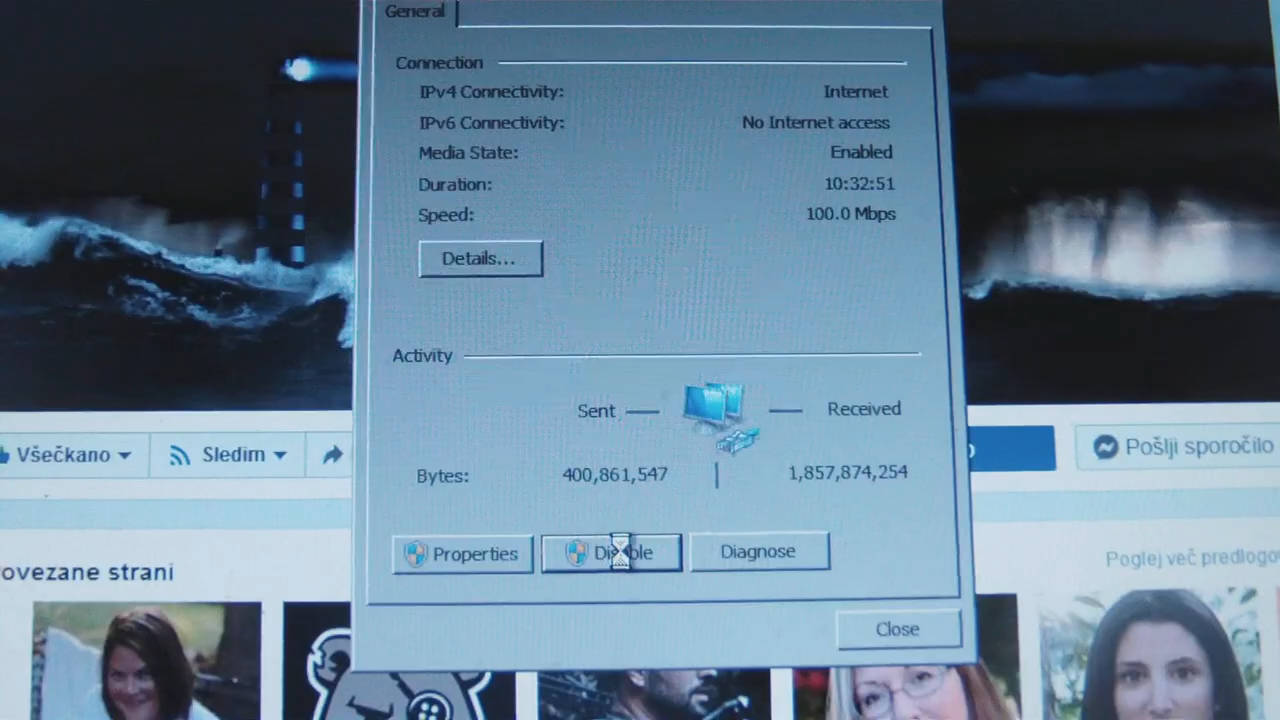 General
Connection
IPv4 Connectivity: Internet
IPv6 Connectivity: No Internet access
Media State: Enabled
Duration: 10:32:51
Speed: 100.0 Mbps
Details...
Activity
Sent Received
Všečkano Sledim Pošlji sporočilo
Bytes: 400,861,547 1,857,874,254
Properties Disable Diagnose
Poglej več predlogo
ovezane strani
Close